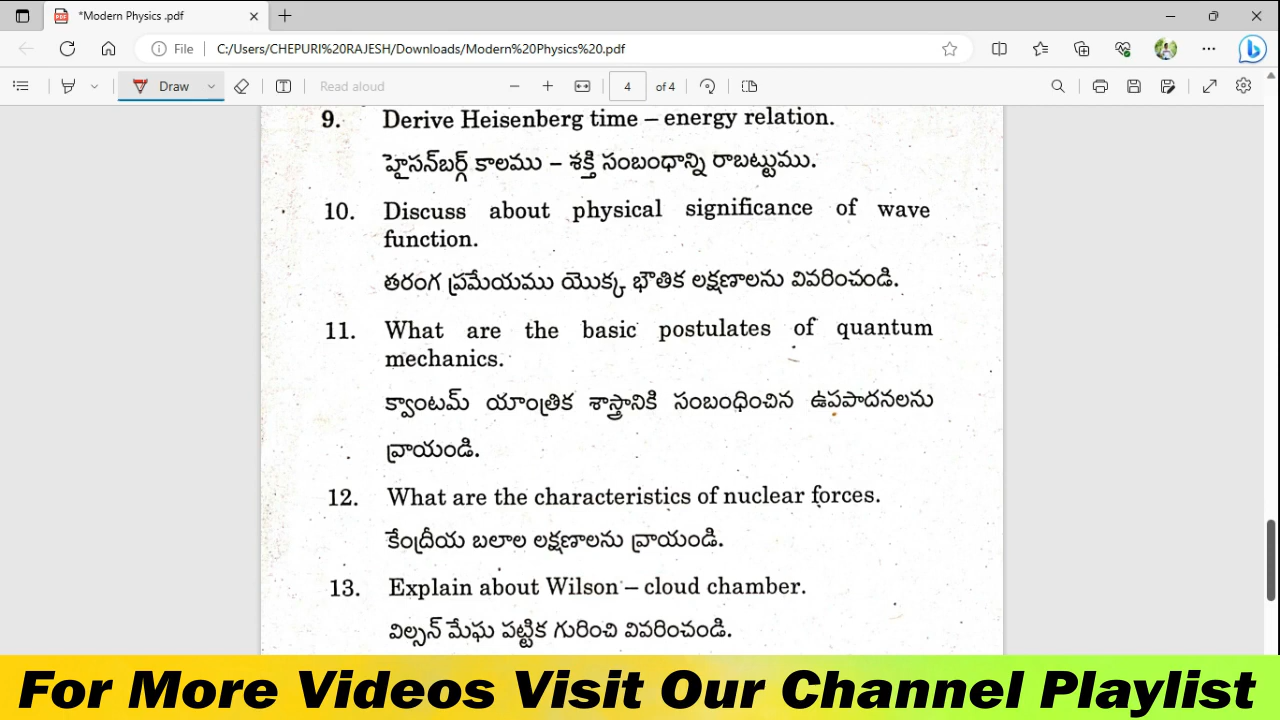 *Modern Physics .pdf
File
C:/Users/CHEPURI%20RAJESH/Downloads/Modern%20Physics%20.pdf
Draw
Read aloud
4 of 4
9. Derive Heisenberg time – energy relation.
హైసన్‌బర్గ్ కాలము – శక్తి సంబంధాన్ని రాబట్టుము.
10. Discuss about physical significance of wave
function.
తరంగ ప్రమేయము యొక్క భౌతిక లక్షణాలను వివరించండి.
11. What are the basic postulates of quantum
mechanics.
క్వాంటమ్ యాంత్రిక శాస్త్రానికి సంబంధించిన ఉపపాదనలను
వ్రాయండి.
12. What are the characteristics of nuclear forces.
కేంద్రీయ బలాల లక్షణాలను వ్రాయండి.
13. Explain about Wilson – cloud chamber.
విల్సన్ మేఘ పట్టిక గురించి వివరించండి.
For More Videos Visit Our Channel Playlist